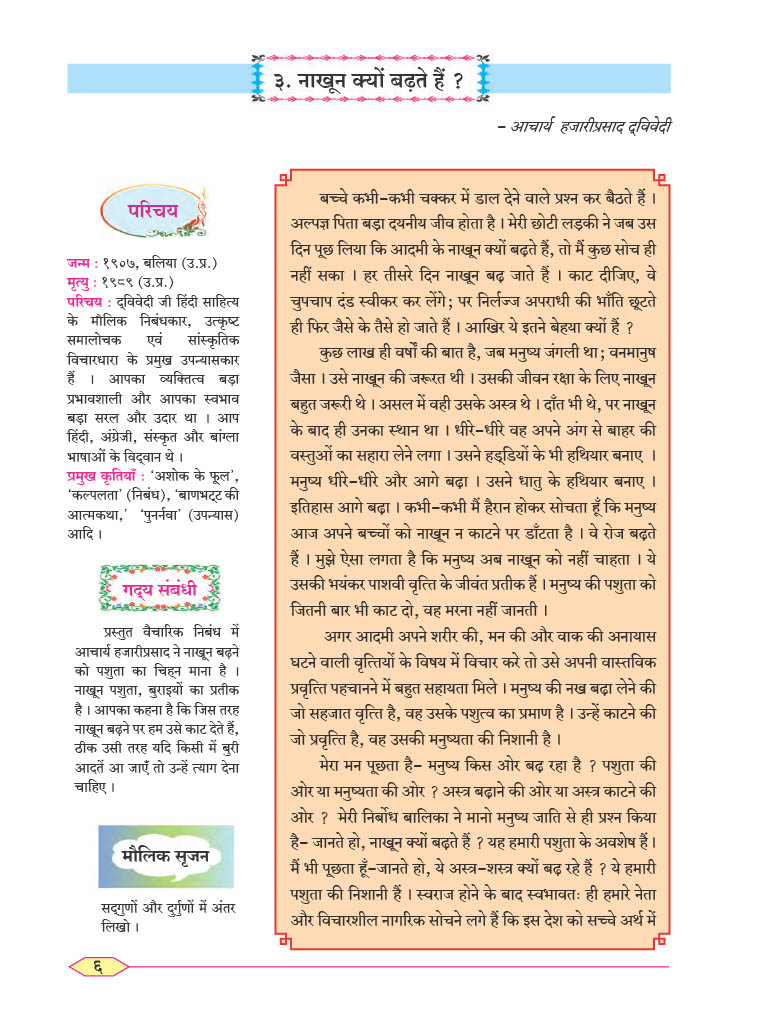 ३. नाखून क्यों बढ़ते हैं ?
– आचार्य हजारीप्रसाद द्‌विवेदी
परिचय
जन्म : १९०७, बलिया (उ.प्र.)
मृत्यु : १९८९ (उ.प्र.)
परिचय : द्‌विवेदी जी हिंदी साहित्य
के मौलिक निबंधकार, उत्कृष्ट
समालोचक एवं सांस्कृतिक
विचारधारा के प्रमुख उपन्यासकार
हैं । आपका व्यक्तित्व बड़ा
प्रभावशाली और आपका स्वभाव
बड़ा सरल और उदार था । आप
हिंदी, अंग्रेजी, संस्कृत और बांग्ला
भाषाओं के विद्‌वान थे ।
प्रमुख कृतियाँ : ‘अशोक के फूल’,
‘कल्पलता’ (निबंध), ‘बाणभट्‌ट की
आत्मकथा,’ ‘पुनर्नवा’ (उपन्यास)
आदि ।
गद्‌य संबंधी
प्रस्तुत वैचारिक निबंध में
आचार्य हजारीप्रसाद ने नाखून बढ़ने
को पशुता का चिह्‌न माना है ।
नाखून पशुता, बुराइयों का प्रतीक
है । आपका कहना है कि जिस तरह
नाखून बढ़ने पर हम उसे काट देते हैं,
ठीक उसी तरह यदि किसी में बुरी
आदतें आ जाएँ तो उन्हें त्याग देना
चाहिए ।
मौलिक सृजन
सद्‌गुणों और दुर्गुणों में अंतर
लिखो ।
बच्चे कभी-कभी चक्कर में डाल देने वाले प्रश्न कर बैठते हैं ।
अल्पज्ञ पिता बड़ा दयनीय जीव होता है । मेरी छोटी लड़की ने जब उस
दिन पूछ लिया कि आदमी के नाखून क्यों बढ़ते हैं, तो मैं कुछ सोच ही
नहीं सका । हर तीसरे दिन नाखून बढ़ जाते हैं । काट दीजिए, वे
चुपचाप दंड स्वीकार कर लेंगे; पर निर्लज्ज अपराधी की भाँति छूटते
ही फिर जैसे के तैसे हो जाते हैं । आखिर ये इतने बेहया क्यों हैं ?
कुछ लाख ही वर्षों की बात है, जब मनुष्य जंगली था; वनमानुष
जैसा । उसे नाखून की जरूरत थी । उसकी जीवन रक्षा के लिए नाखून
बहुत जरूरी थे । असल में वही उसके अस्त्र थे । दाँत भी थे, पर नाखून
के बाद ही उनका स्थान था । धीरे-धीरे वह अपने अंग से बाहर की
वस्तुओं का सहारा लेने लगा । उसने हड्‌डियों के भी हथियार बनाए ।
मनुष्य धीरे-धीरे और आगे बढ़ा । उसने धातु के हथियार बनाए ।
इतिहास आगे बढ़ा । कभी-कभी मैं हैरान होकर सोचता हूँ कि मनुष्य
आज अपने बच्चों को नाखून न काटने पर डाँटता है । वे रोज बढ़ते
हैं । मुझे ऐसा लगता है कि मनुष्य अब नाखून को नहीं चाहता । ये
उसकी भयंकर पाशवी वृत्ति के जीवंत प्रतीक हैं । मनुष्य की पशुता को
जितनी बार भी काट दो, वह मरना नहीं जानती ।
अगर आदमी अपने शरीर की, मन की और वाक की अनायास
घटने वाली वृत्तियों के विषय में विचार करे तो उसे अपनी वास्तविक
प्रवृत्ति पहचानने में बहुत सहायता मिले । मनुष्य की नख बढ़ा लेने की
जो सहजात वृत्ति है, वह उसके पशुत्व का प्रमाण है । उन्हें काटने की
जो प्रवृत्ति है, वह उसकी मनुष्यता की निशानी है ।
मेरा मन पूछता है- मनुष्य किस ओर बढ़ रहा है ? पशुता की
ओर या मनुष्यता की ओर ? अस्त्र बढ़ाने की ओर या अस्त्र काटने की
ओर ? मेरी निर्बोध बालिका ने मानो मनुष्य जाति से ही प्रश्न किया
है- जानते हो, नाखून क्यों बढ़ते हैं ? यह हमारी पशुता के अवशेष हैं ।
मैं भी पूछता हूँ-जानते हो, ये अस्त्र-शस्त्र क्यों बढ़ रहे हैं ? ये हमारी
पशुता की निशानी हैं । स्वराज होने के बाद स्वभावतः ही हमारे नेता
और विचारशील नागरिक सोचने लगे हैं कि इस देश को सच्चे अर्थ में
६